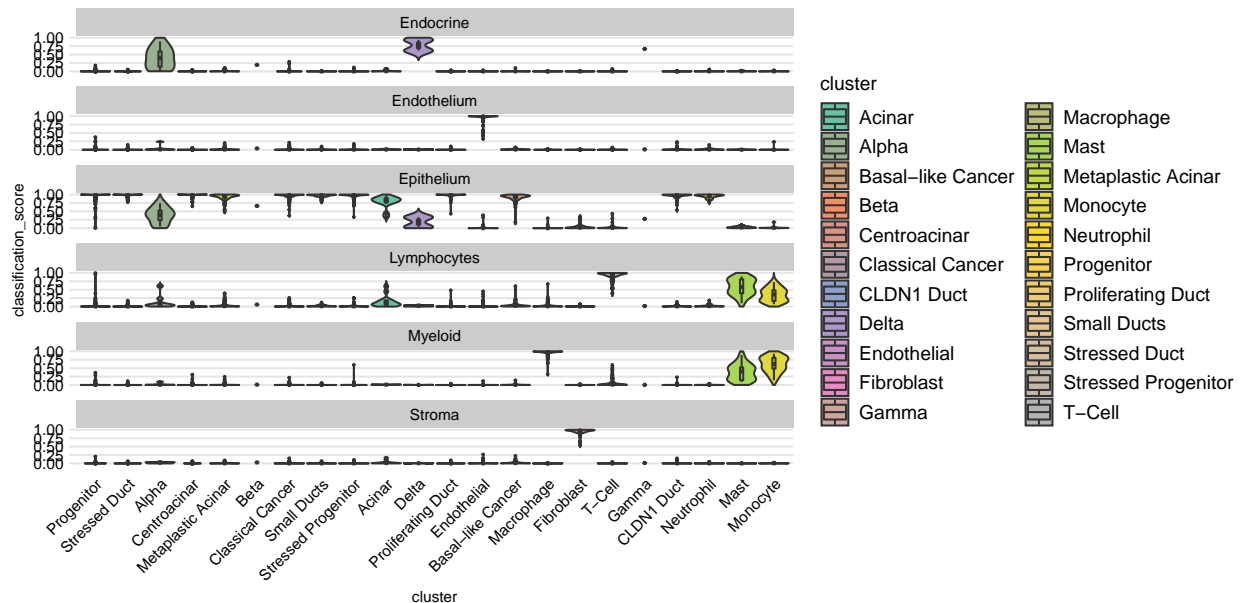 Endocrine
1.00
0.75
0.50
0.25
0.00
Endothelium
1.00
0.75
0.50
0.25
0.00
Epithelium
1.00
0.75
0.50
0.25
0.00
Lymphocytes
1.00
0.75
0.50
0.25
0.00
Myeloid
1.00
0.75
0.50
0.25
0.00
Stroma
1.00
0.75
0.50
0.25
0.00
classification_score
Progenitor
Stressed Duct
Alpha
Centroacinar
Metaplastic Acinar
Beta
Classical Cancer
Small Ducts
Stressed Progenitor
Acinar
Delta
Proliferating Duct
Endothelial
Basal−like Cancer
Macrophage
Fibroblast
T−Cell
Gamma
CLDN1 Duct
Neutrophil
Mast
Monocyte
cluster
cluster
Acinar
Alpha
Basal−like Cancer
Beta
Centroacinar
Classical Cancer
CLDN1 Duct
Delta
Endothelial
Fibroblast
Gamma
Macrophage
Mast
Metaplastic Acinar
Monocyte
Neutrophil
Progenitor
Proliferating Duct
Small Ducts
Stressed Duct
Stressed Progenitor
T−Cell